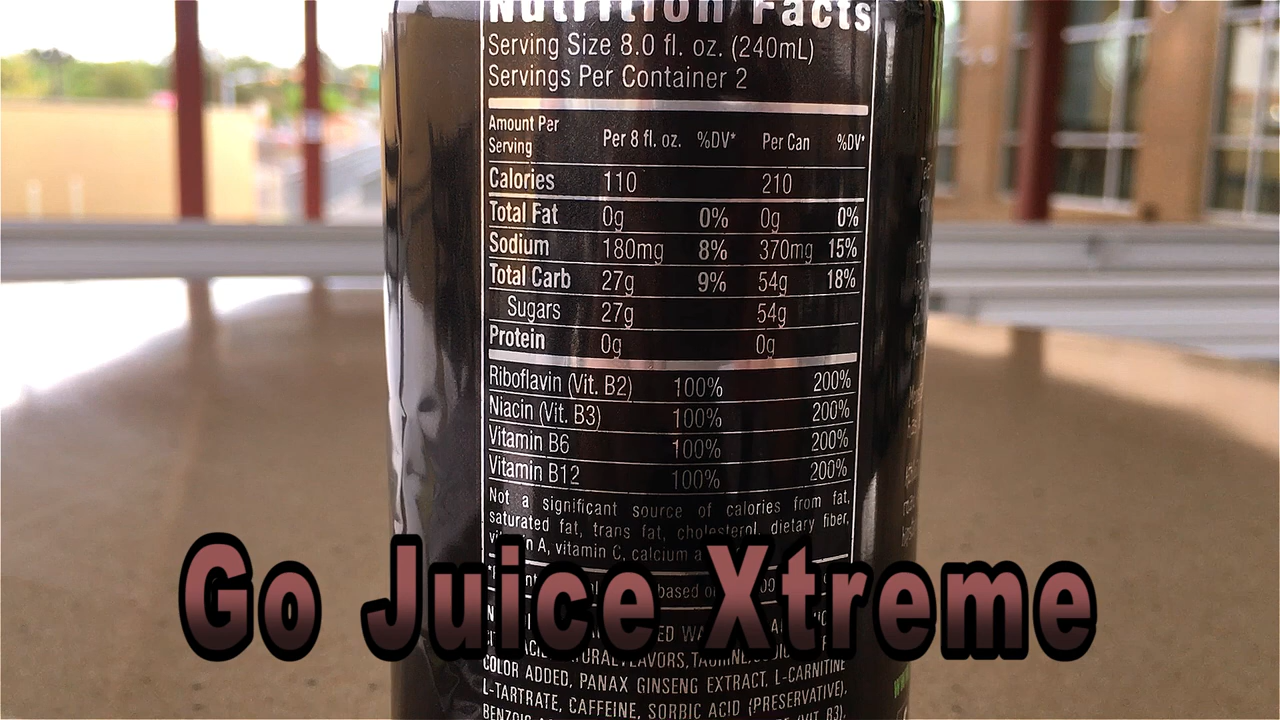 Nutrition Facts
Serving Size 8.0 fl. oz. (240mL)
Servings Per Container 2
Amount Per Serving Per 8 fl. oz. %DV* Per Can %DV*
Calories 110 210
Total Fat 0g 0% 0g 0%
Sodium 180mg 8% 370mg 15%
Total Carb 27g 9% 54g 18%
Sugars 27g 54g
Protein 0g 0g
Riboflavin (Vit. B2) 100% 200%
Niacin (Vit. B3) 100% 200%
Vitamin B6 100% 200%
Vitamin B12 100% 200%
Not a significant source of calories from fat,
saturated fat, trans fat, cholesterol, dietary fiber,
A, vitamin C, calcium
based
Go Juice Xtreme
COLOR ADDED, PANAX GINSENG EXTRACT, L-CARNITINE
L-TARTRATE, CAFFEINE, SORBIC ACID (PRESERVATIVE),